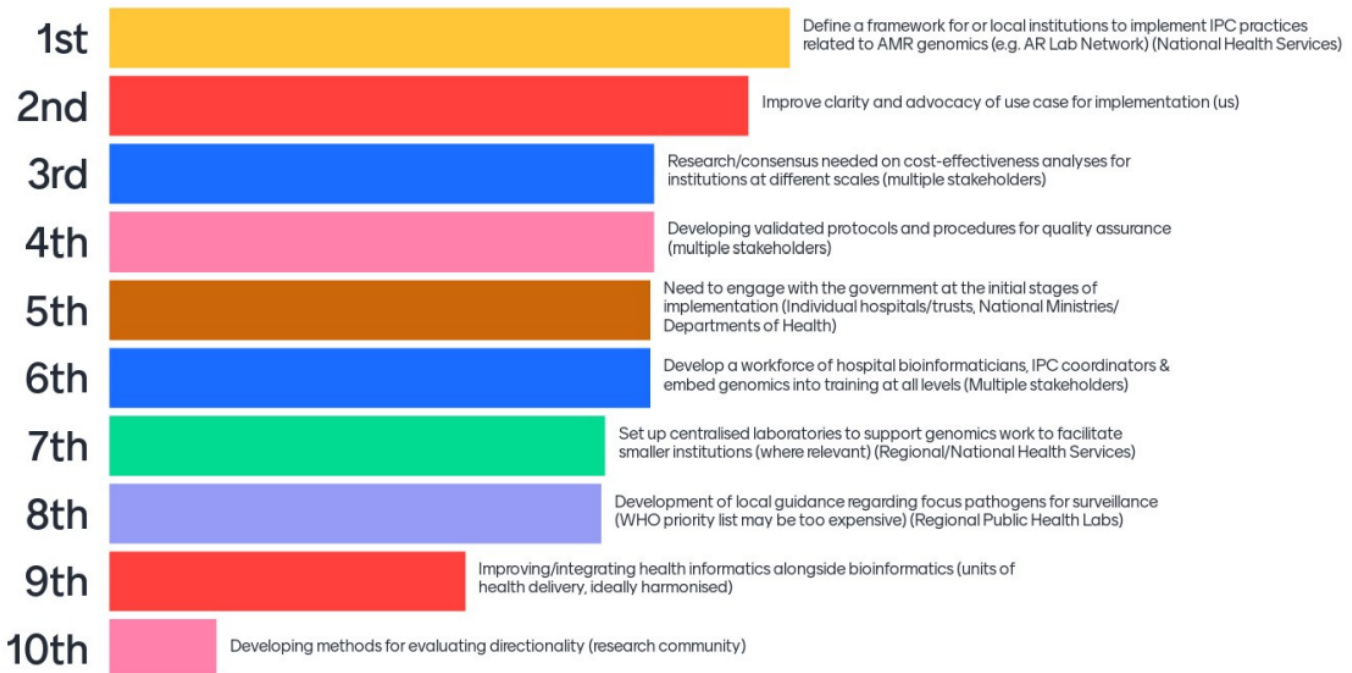 1st
Define a framework for or local institutions to implement IPC practices
related to AMR genomics (e.g. AR Lab Network) (National Health Services)
2nd
Improve clarity and advocacy of use case for implementation (us)
3rd
Research/consensus needed on cost-effectiveness analyses for
institutions at different scales (multiple stakeholders)
4th
Developing validated protocols and procedures for quality assurance
(multiple stakeholders)
5th
Need to engage with the government at the initial stages of
implementation (Individual hospitals/trusts, National Ministries/
Departments of Health)
6th
Develop a workforce of hospital bioinformaticians, IPC coordinators &
embed genomics into training at all levels (Multiple stakeholders)
7th
Set up centralised laboratories to support genomics work to facilitate
smaller institutions (where relevant) (Regional/National Health Services)
8th
Development of local guidance regarding focus pathogens for surveillance
(WHO priority list may be too expensive) (Regional Public Health Labs)
9th
Improving/integrating health informatics alongside bioinformatics (units of
health delivery, ideally harmonised)
10th
Developing methods for evaluating directionality (research community)